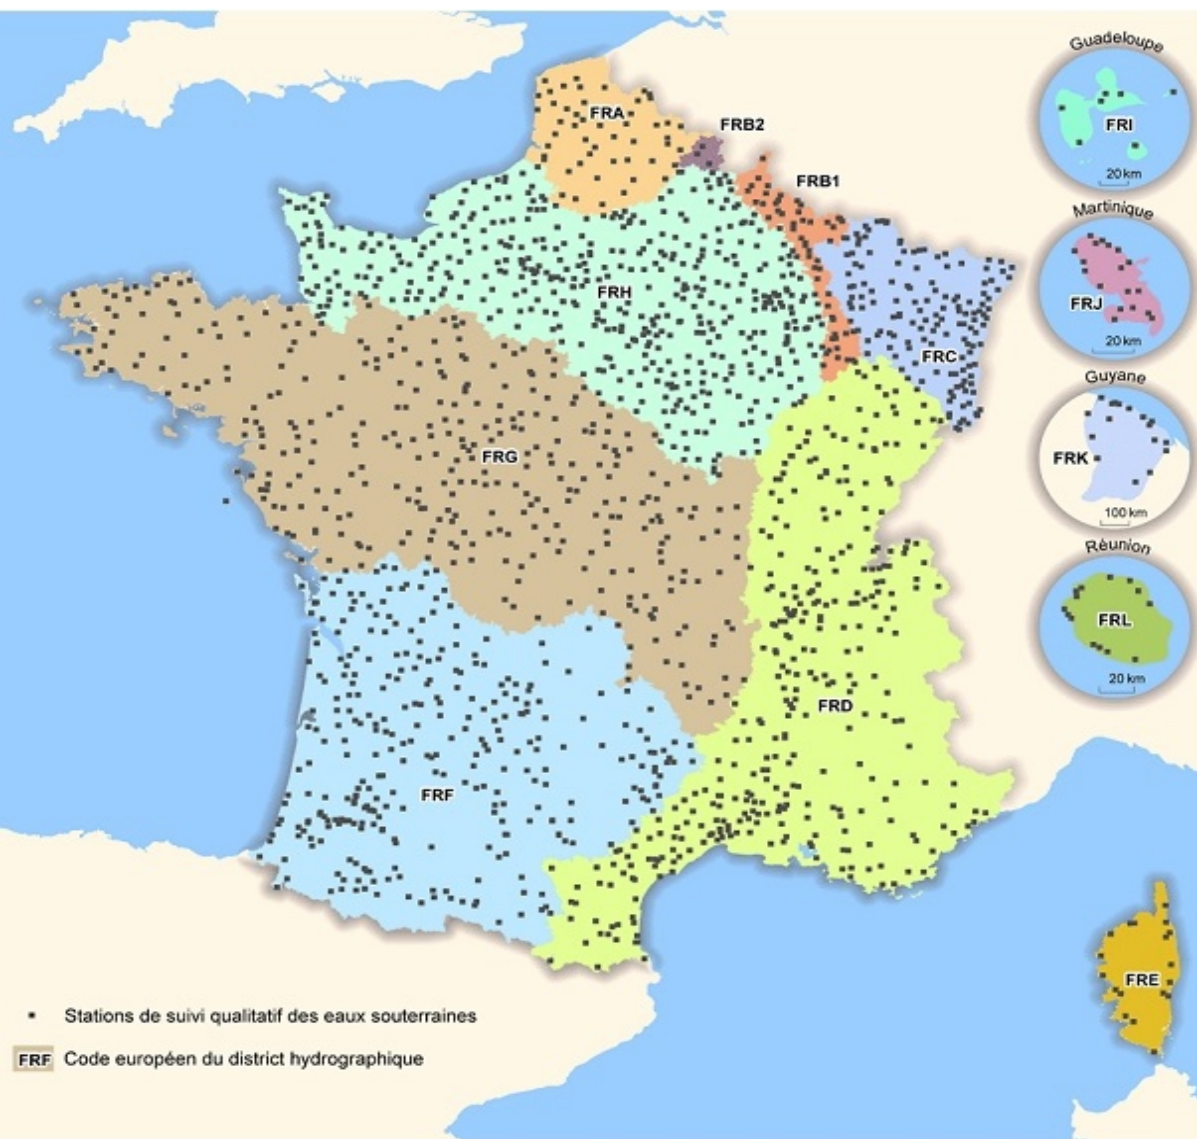 Guadeloupe
FRA
FRB2
FRI
20 km
FRB1
Martinique
FRH
FRJ
20 km
FRC
Guyane
FRG
FRK
100 km
Réunion
FRL
20 km
FRD
FRF
FRE
Stations de suivi qualitatif des eaux souterraines
FRF Code européen du district hydrographique